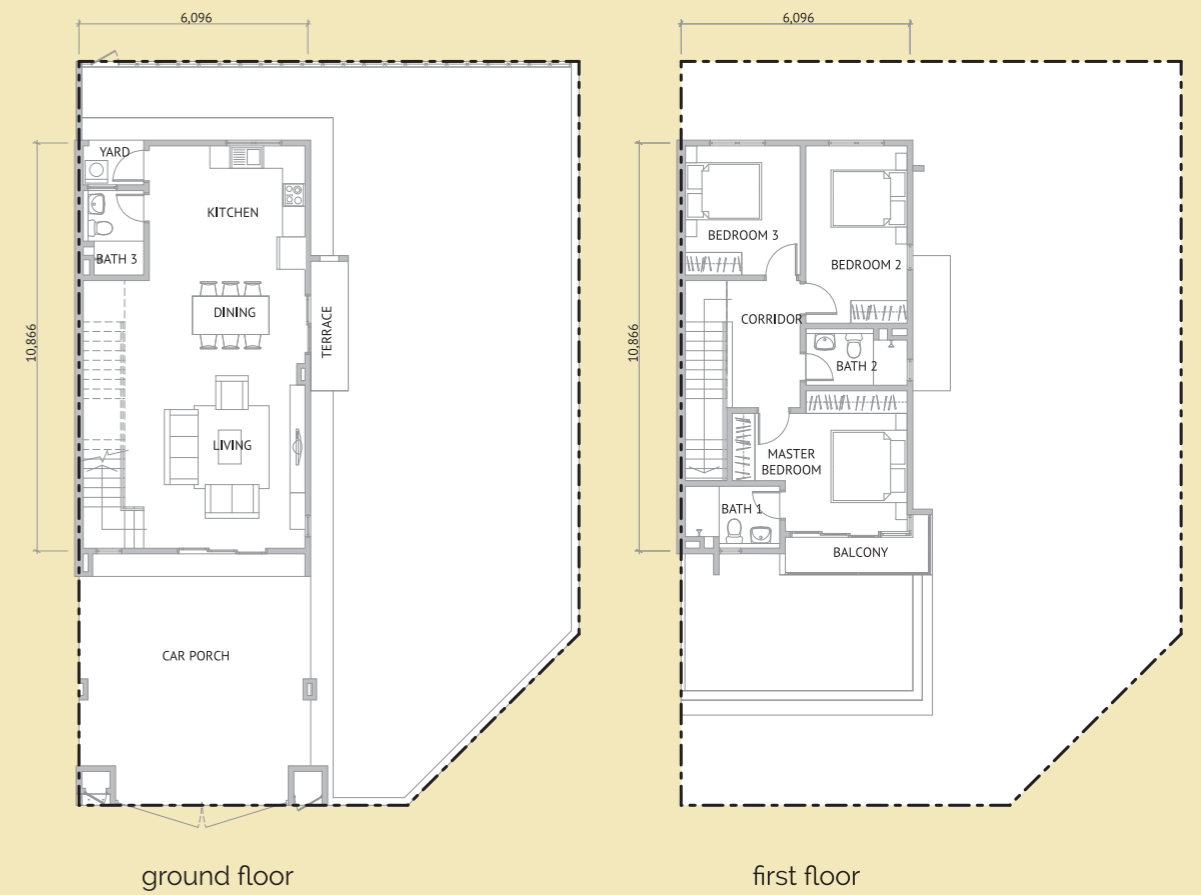 6,096
10,866
YARD
KITCHEN
BATH 3
DINING
TERRACE
LIVING
CAR PORCH
ground floor
6,096
10,866
BEDROOM 3
BEDROOM 2
CORRIDOR
BATH 2
MASTER
BEDROOM
BATH 1
BALCONY
first floor